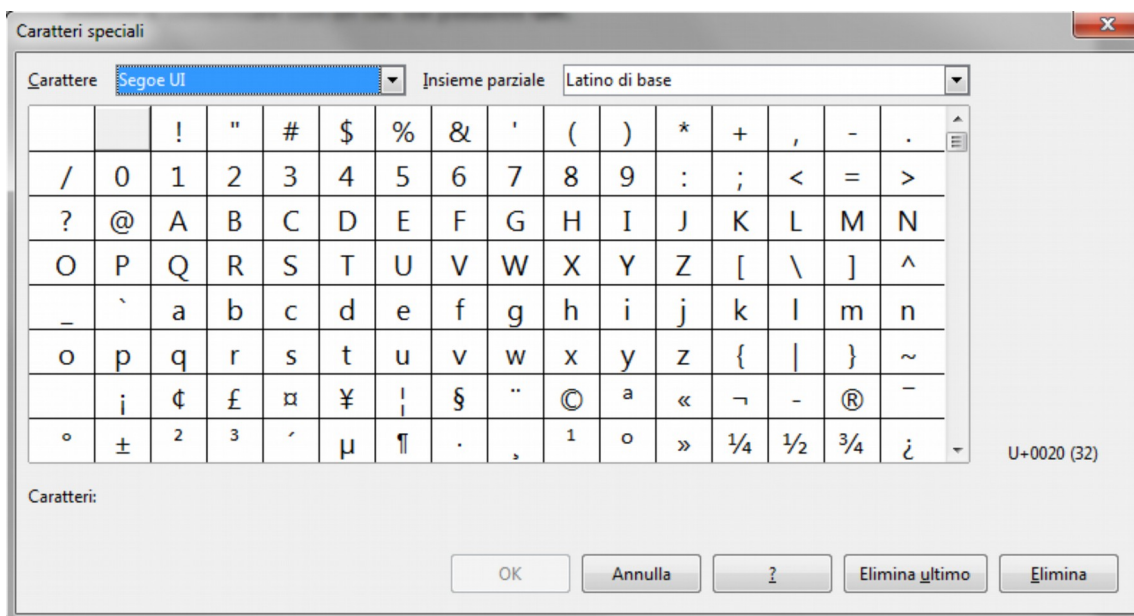 Caratteri speciali
Carattere Segoe UI Insieme parziale Latino di base
! " # $ % & ' ( ) * + , - .
/ 0 1 2 3 4 5 6 7 8 9 : ; < = >
? @ A B C D E F G H I J K L M N
O P Q R S T U V W X Y Z [ \ ] ^
_ ` a b c d e f g h i j k l m n
o p q r s t u v w x y z { | } ~
¡ ¢ £ ¤ ¥ ¦ § ¨ © ª « ¬ - ® ¯
° ± ² ³ ´ µ ¶ · ¸ ¹ º » ¼ ½ ¾ ¿
U+0020 (32)
Caratteri:
OK Annulla ? Elimina ultimo Elimina